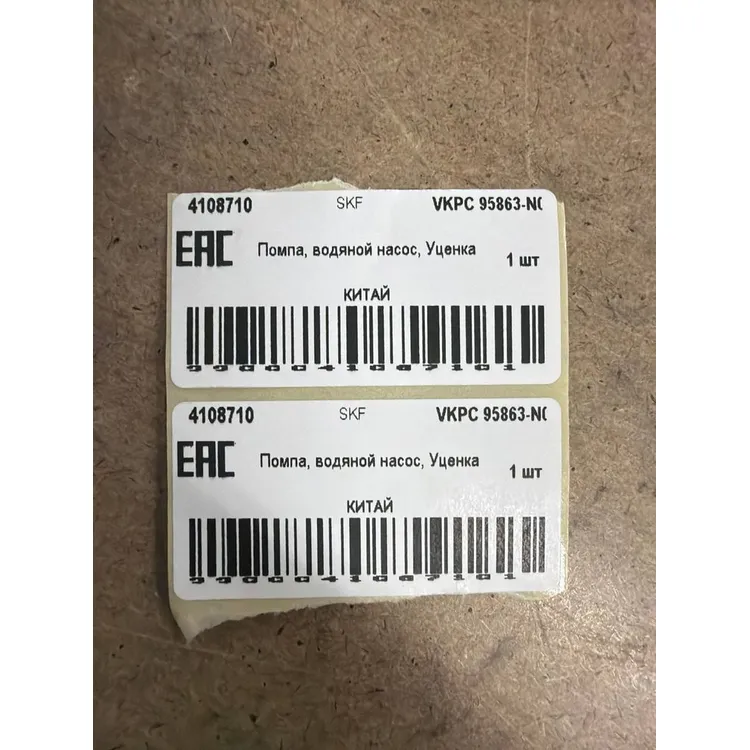 4108710 SKF VKPC 95863-N
EAC Помпа, водяной насос, Уценка 1 шт
КИТАЙ
4108710 SKF VKPC 95863-N
EAC Помпа, водяной насос, Уценка 1 шт
КИТАЙ